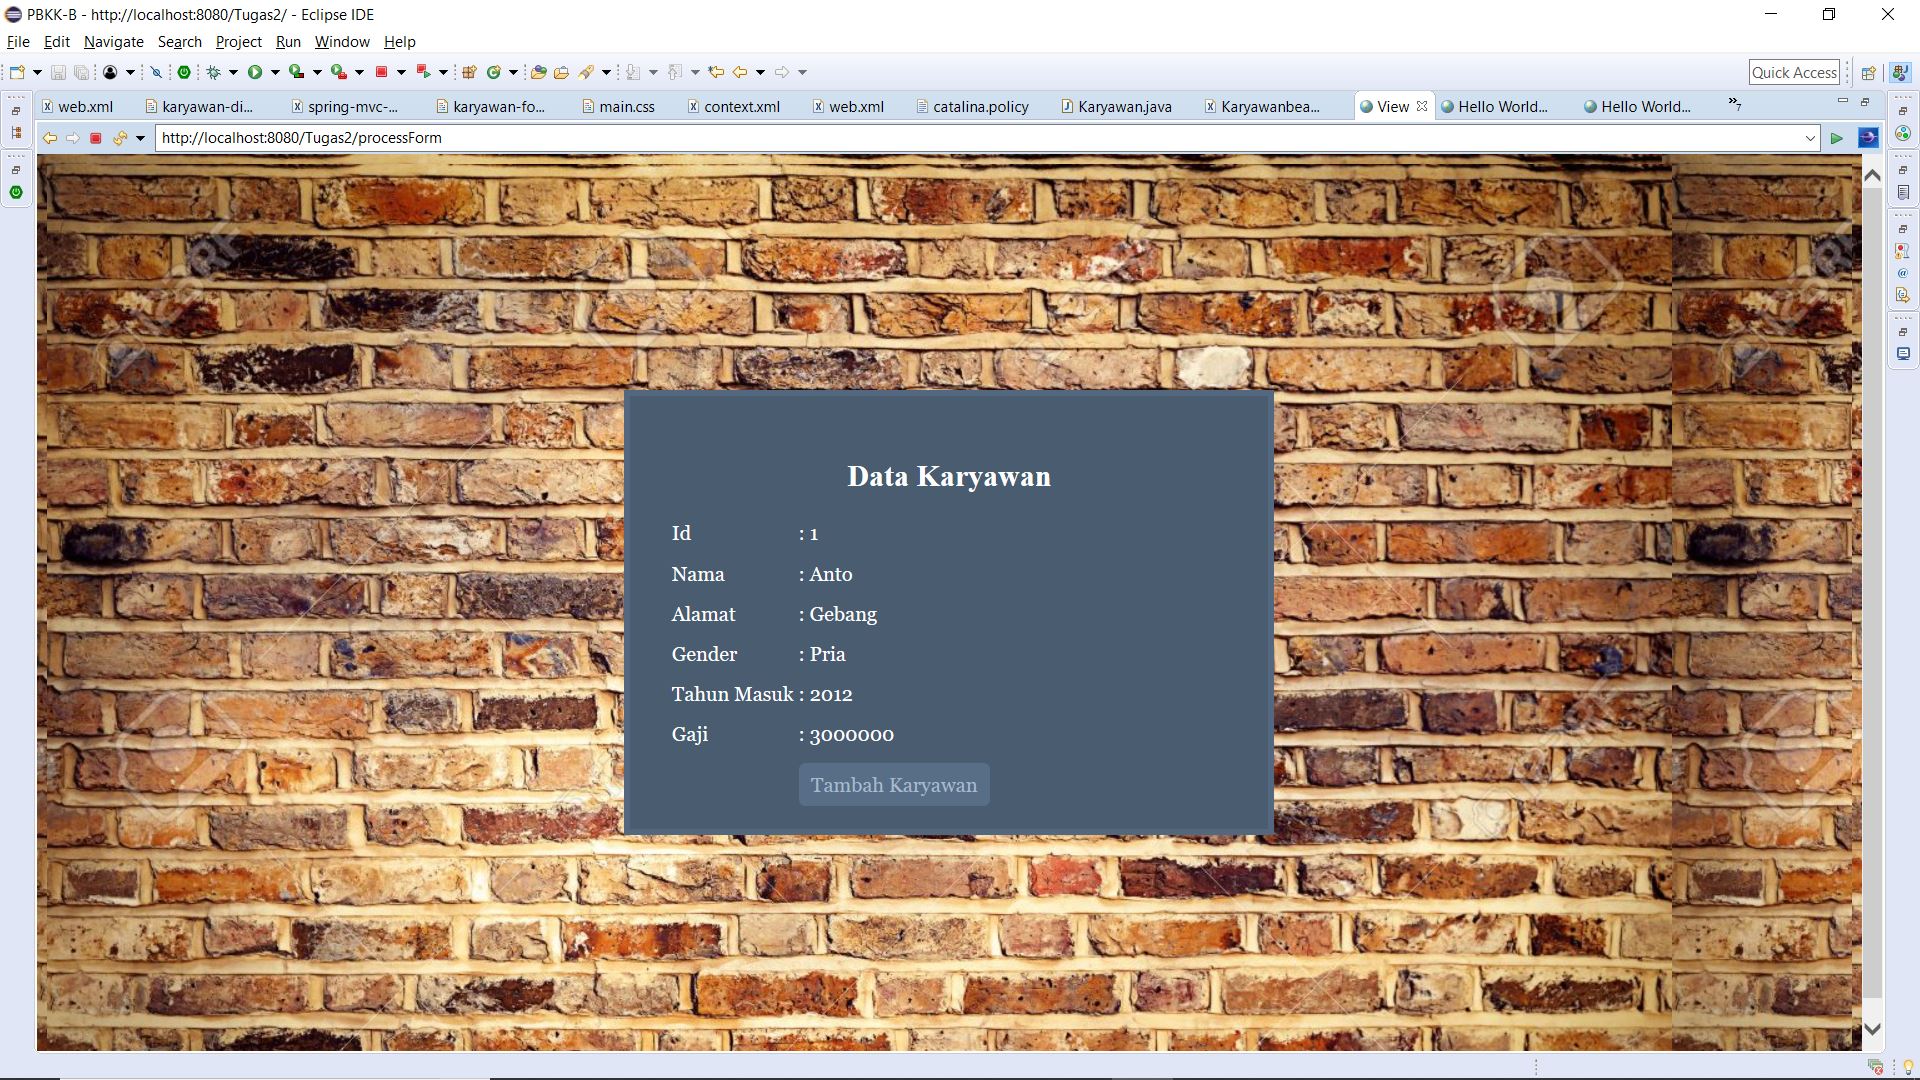 PBKK-B - http://localhost:8080/Tugas2/ - Eclipse IDE
File Edit Navigate Search Project Run Window Help
Quick Access
web.xml karyawan-di... spring-mvc-... karyawan-fo... main.css context.xml web.xml catalina.policy Karyawan.java Karyawanbea... View Hello World... Hello World... »7
http://localhost:8080/Tugas2/processForm
Data Karyawan
Id : 1
Nama : Anto
Alamat : Gebang
Gender : Pria
Tahun Masuk : 2012
Gaji : 3000000
Tambah Karyawan